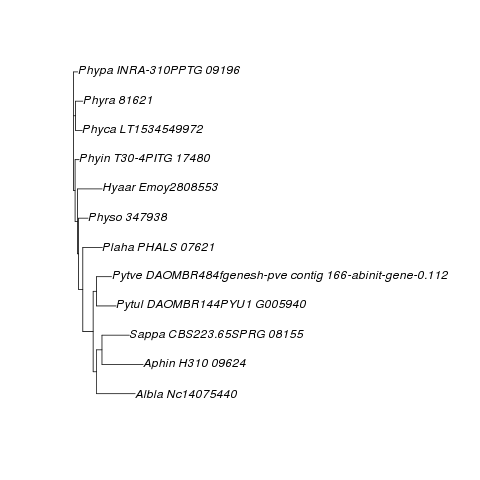 Phypa INRA-310PPTG 09196
Phyra 81621
Phyca LT1534549972
Phyin T30-4PITG 17480
Hyaar Emoy2808553
Physo 347938
Plaha PHALS 07621
Pytve DAOMBR484fgenesh-pve contig 166-abinit-gene-0.112
Pytul DAOMBR144PYU1 G005940
Sappa CBS223.65SPRG 08155
Aphin H310 09624
Albla Nc14075440